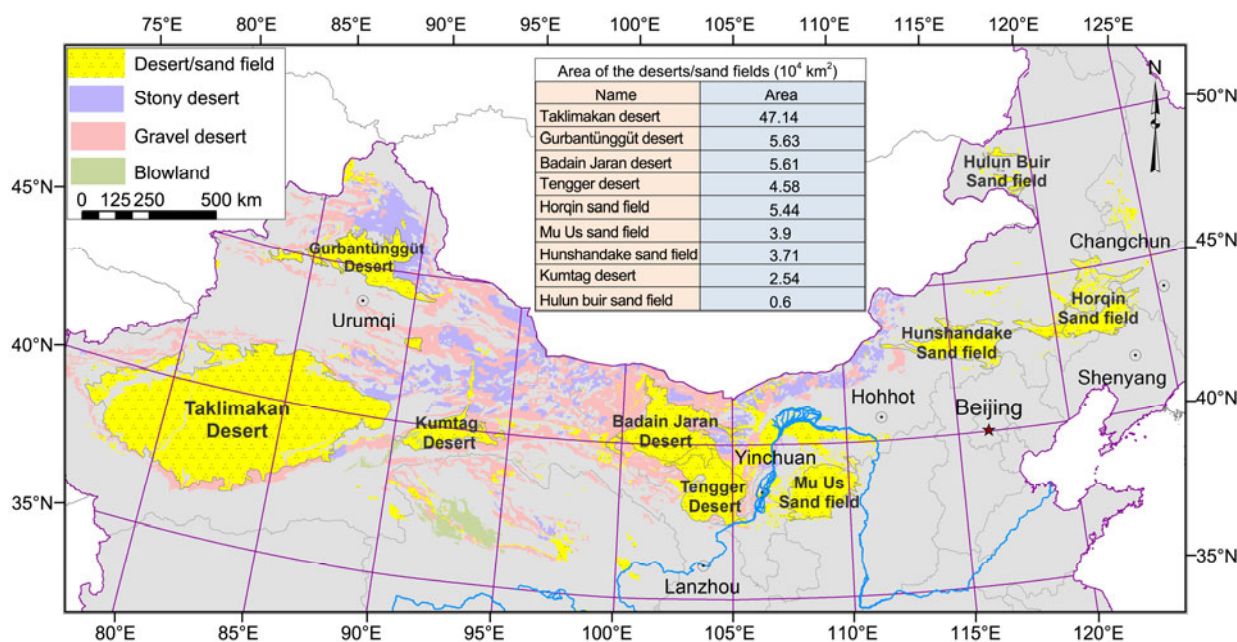 75°E 80°E 85°E 90°E 95°E 100°E 105°E 110°E 115°E 120°E 125°E
Desert/sand field
Stony desert
Gravel desert
Blowland
0 125 250 500 km
Area of the deserts/sand fields (10⁴ km²)
Name Area
Taklimakan desert 47.14
Gurbantünggüt desert 5.63
Badain Jaran desert 5.61
Tengger desert 4.58
Horqin sand field 5.44
Mu Us sand field 3.9
Hunshandake sand field 3.71
Kumtag desert 2.54
Hulun buir sand field 0.6
N
50°N
45°N
40°N
35°N
45°N
40°N
35°N
Hulun Buir
Sand field
Changchun
Gurbantünggüt
Desert
Urumqi
Horqin
Sand field
Hunshandake
Sand field
Shenyang
Hohhot
Beijing
Taklimakan
Desert
Kumtag
Desert
Badain Jaran
Desert
Yinchuan
Tengger
Desert
Mu Us
Sand field
Lanzhou
80°E 85°E 90°E 95°E 100°E 105°E 110°E 115°E 120°E